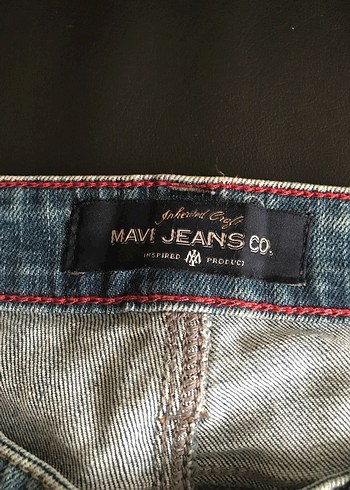 Inherited Craft
MAVI JEANS CO.
INSPIRED M PRODUCT